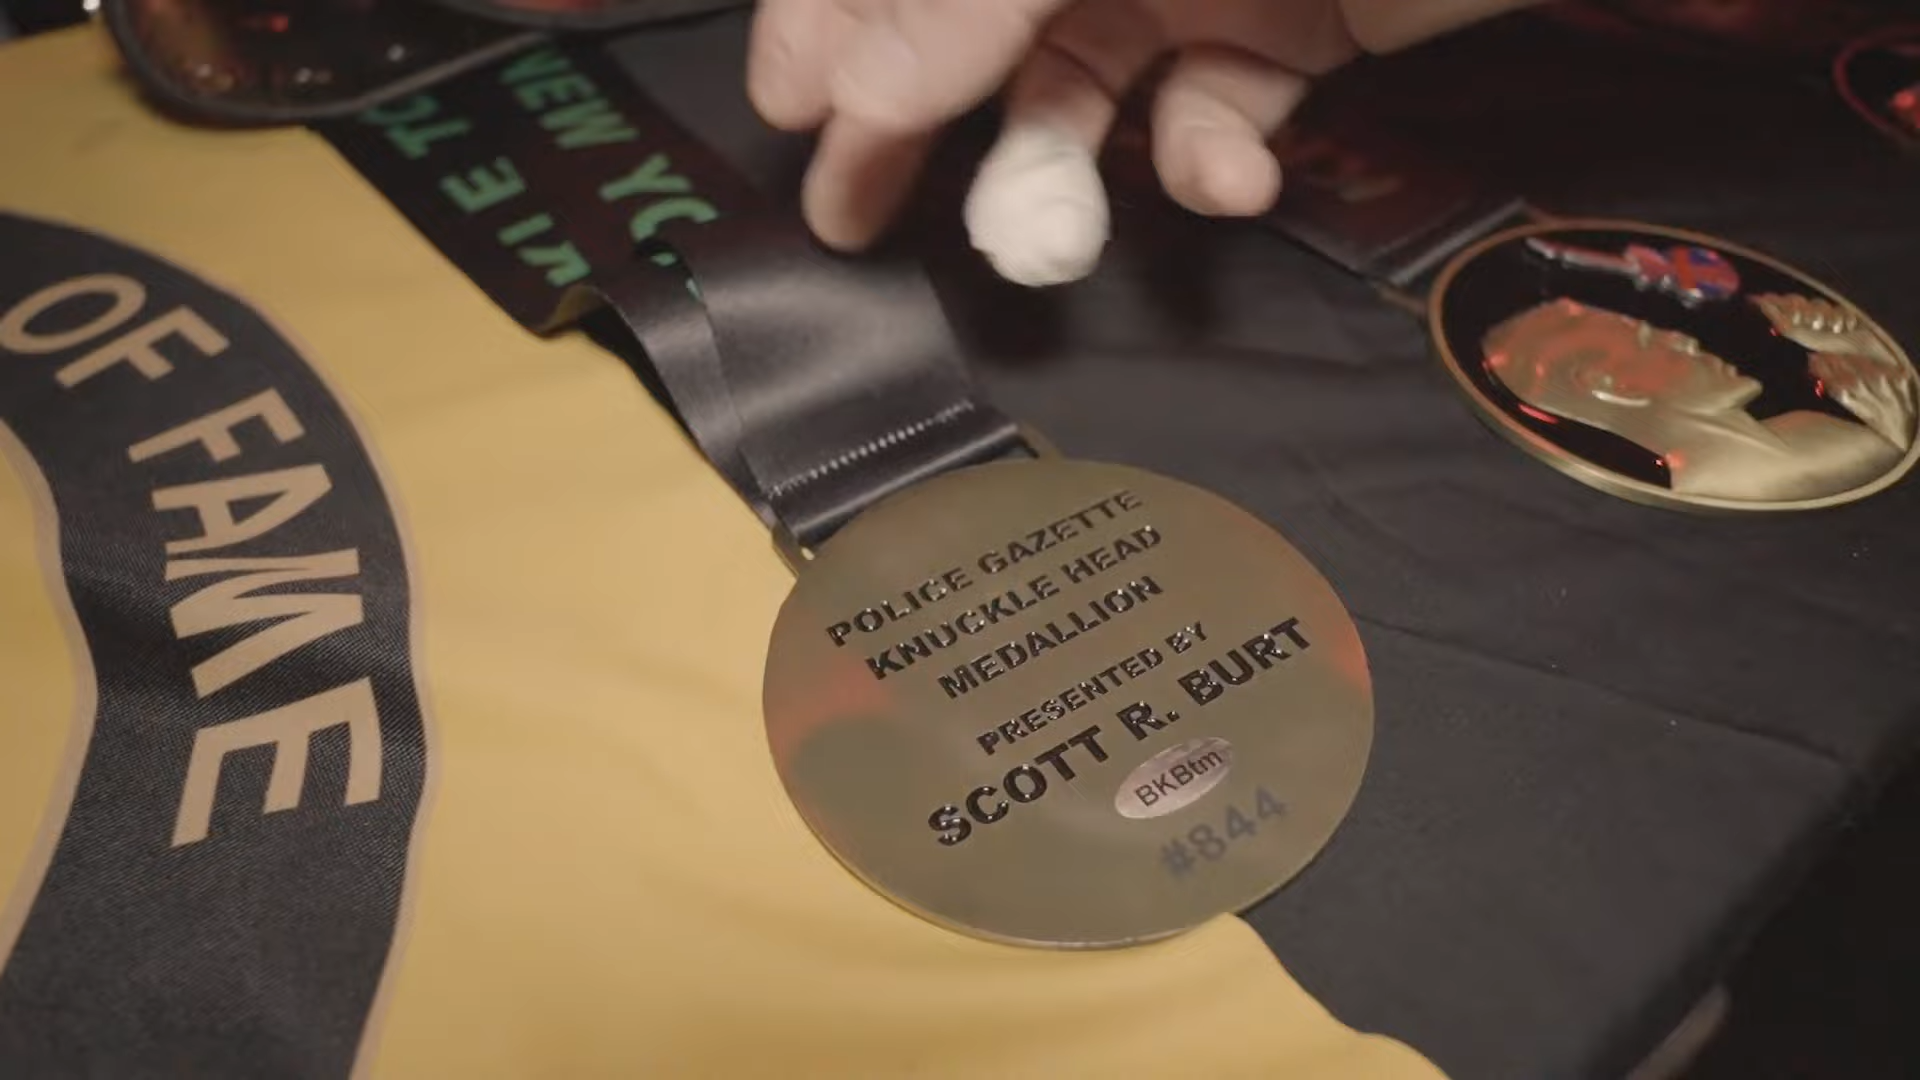 OF FAME
NEW YO
POLICE GAZETTE
KNUCKLE HEAD
MEDALLION
PRESENTED BY
SCOTT R. BURT
BKBtm
#844